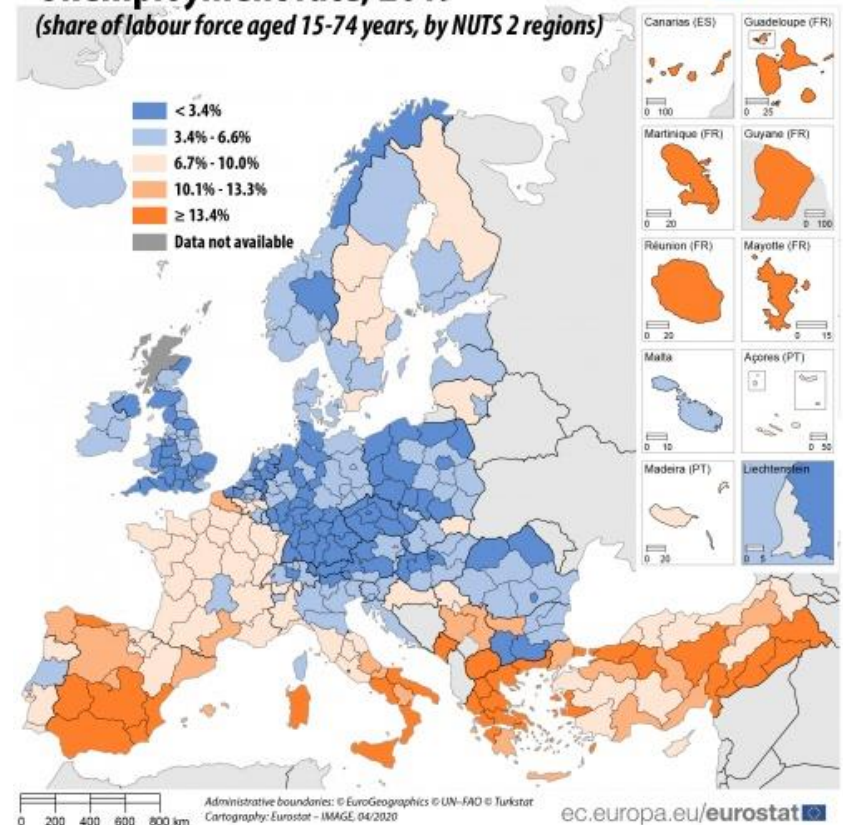 (share of labour force aged 15-74 years, by NUTS 2 regions)
< 3.4%
3.4% - 6.6%
6.7% - 10.0%
10.1% - 13.3%
≥ 13.4%
Data not available
Canarias (ES)
0 100
Guadeloupe (FR)
0 25
Martinique (FR)
0 20
Guyane (FR)
0 100
Réunion (FR)
0 20
Mayotte (FR)
0 15
Malta
0 10
Açores (PT)
0 50
Madeira (PT)
0 20
Liechtenstein
0 5
0 200 400 600 800 km
Administrative boundaries: © EuroGeographics © UN–FAO © Turkstat
Cartography: Eurostat – IMAGE, 04/2020
ec.europa.eu/eurostat